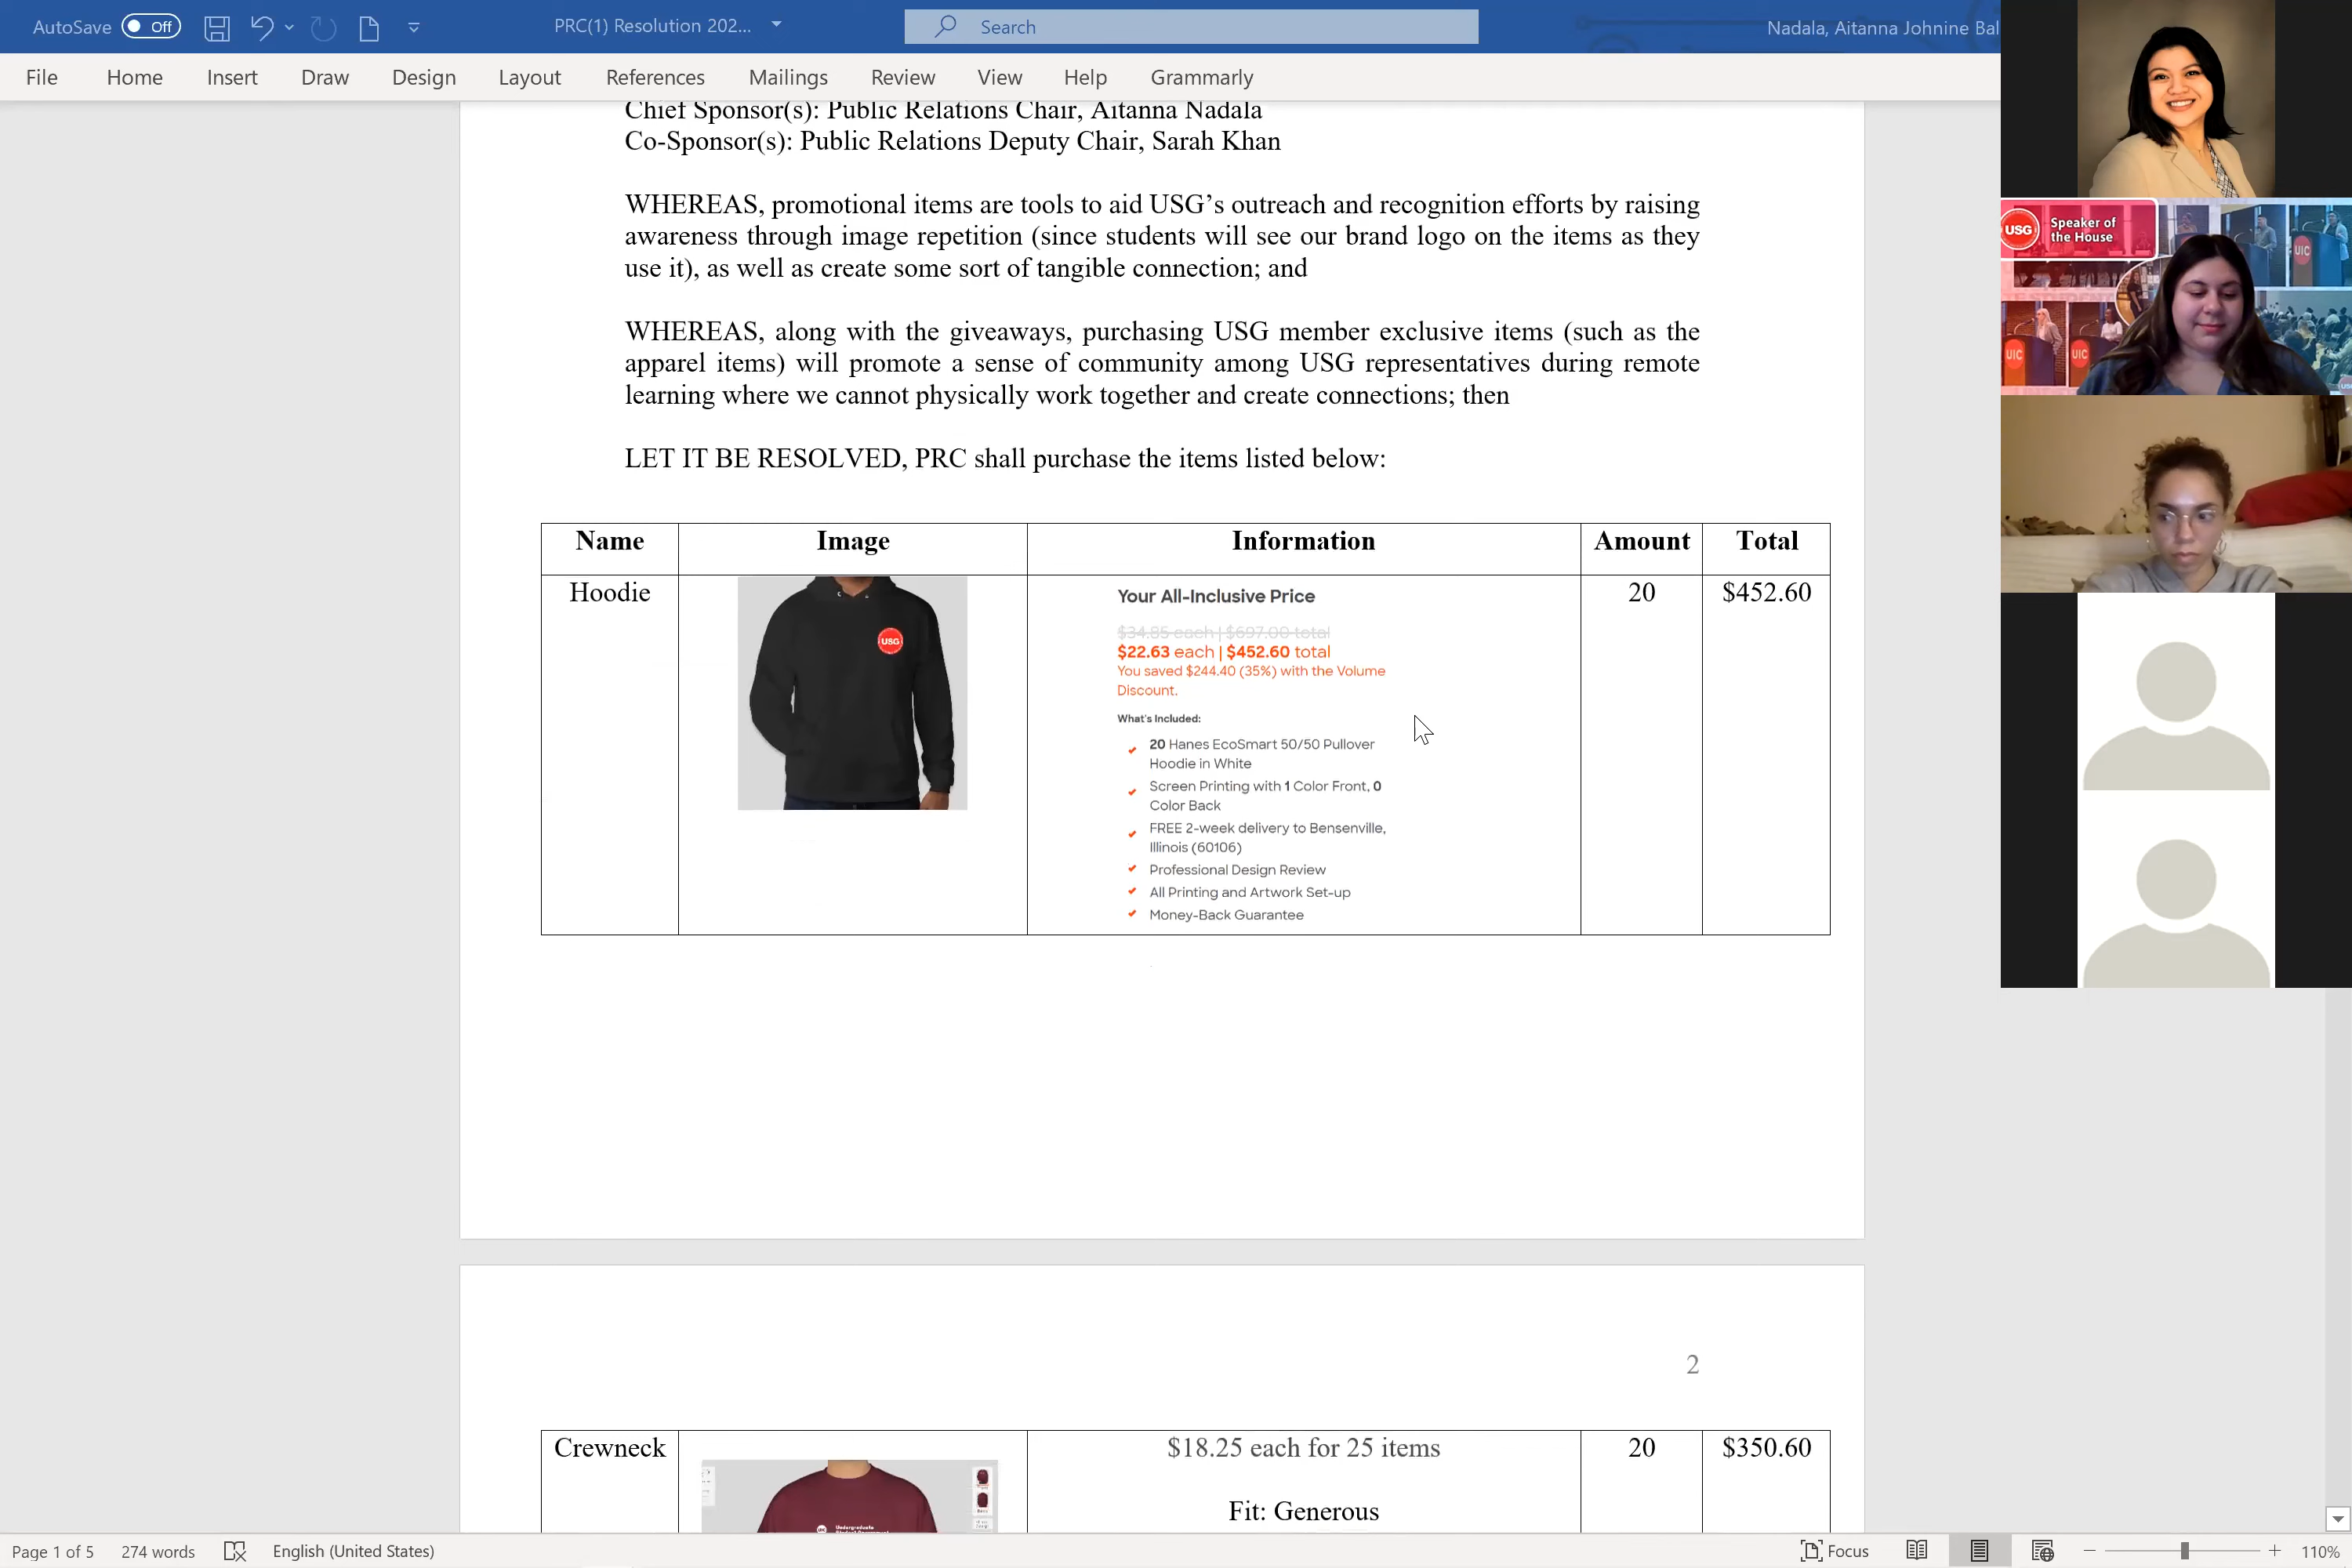 AutoSave Off PRC(1) Resolution 202... Search Nadala, Aitanna Johnine Bal
File Home Insert Draw Design Layout References Mailings Review View Help Grammarly
Chief Sponsor(s): Public Relations Chair, Aitanna Nadala
Co-Sponsor(s): Public Relations Deputy Chair, Sarah Khan
WHEREAS, promotional items are tools to aid USG’s outreach and recognition efforts by raising
awareness through image repetition (since students will see our brand logo on the items as they
use it), as well as create some sort of tangible connection; and
WHEREAS, along with the giveaways, purchasing USG member exclusive items (such as the
apparel items) will promote a sense of community among USG representatives during remote
learning where we cannot physically work together and create connections; then
LET IT BE RESOLVED, PRC shall purchase the items listed below:
Name Image Information Amount Total
Hoodie
USG
Your All-Inclusive Price
$34.85 each | $697.00 total
$22.63 each | $452.60 total
You saved $244.40 (35%) with the Volume
Discount.
What's Included:
20 Hanes EcoSmart 50/50 Pullover
Hoodie in White
Screen Printing with 1 Color Front, 0
Color Back
FREE 2-week delivery to Bensenville,
Illinois (60106)
Professional Design Review
All Printing and Artwork Set-up
Money-Back Guarantee
20 $452.60
2
Crewneck
UIC Undergraduate
$18.25 each for 25 items
Fit: Generous
20 $350.60
USG
Speaker of
the House
UIC
UIC
UIC
Page 1 of 5 274 words English (United States) Focus 110%